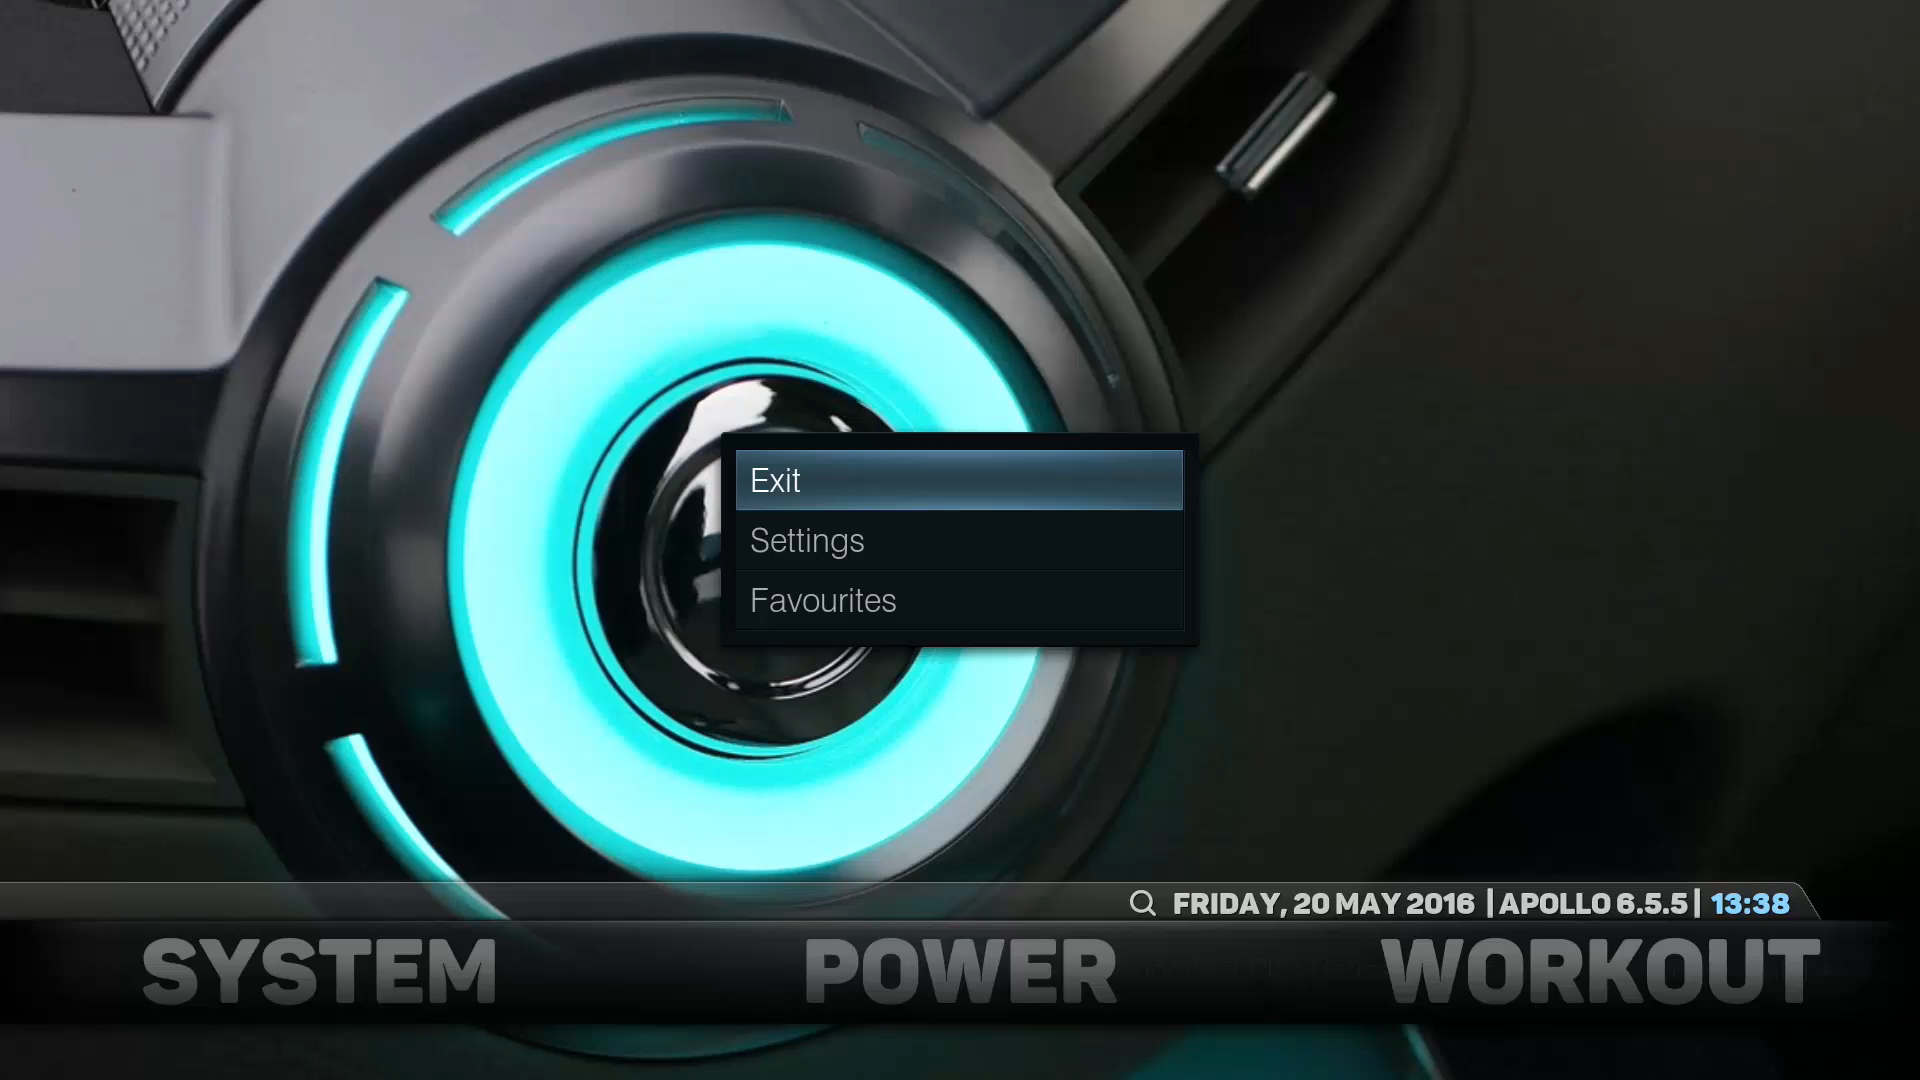 Exit
Settings
Favourites
FRIDAY, 20 MAY 2016 | APOLLO 6.5.5 | 13:38
SYSTEM POWER WORKOUT